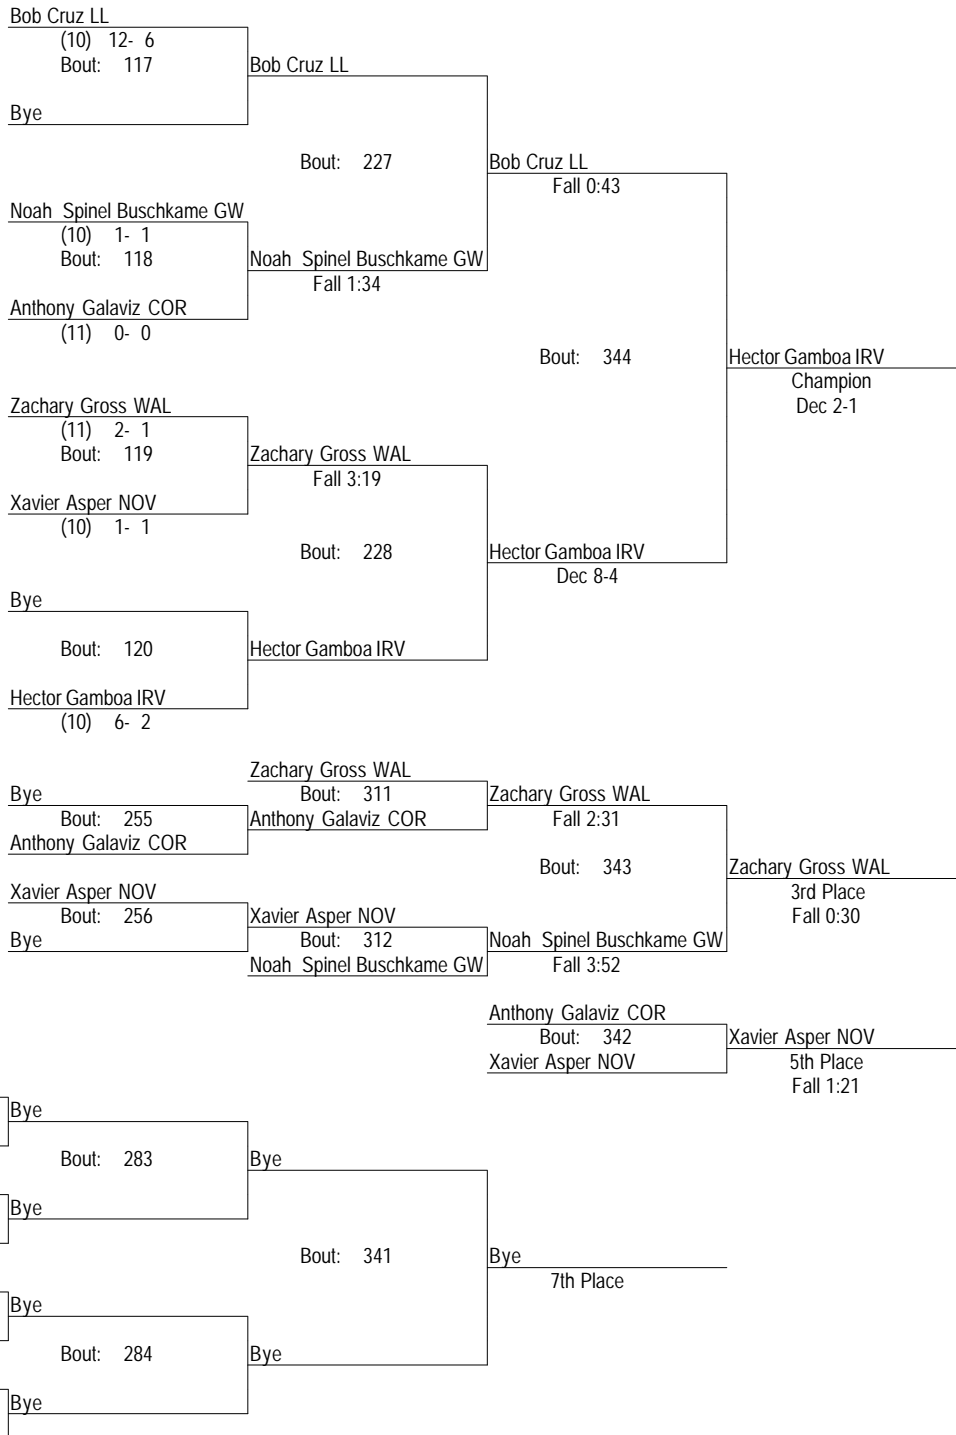 Bob Cruz LL
(10) 12- 6
Bout: 117
Bob Cruz LL
Bye
Bout: 227
Bob Cruz LL
Fall 0:43
Noah Spinel Buschkame GW
(10) 1- 1
Bout: 118
Noah Spinel Buschkame GW
Fall 1:34
Anthony Galaviz COR
(11) 0- 0
Bout: 344
Hector Gamboa IRV
Champion
Dec 2-1
Zachary Gross WAL
(11) 2- 1
Bout: 119
Zachary Gross WAL
Fall 3:19
Xavier Asper NOV
(10) 1- 1
Bout: 228
Hector Gamboa IRV
Dec 8-4
Bye
Bout: 120
Hector Gamboa IRV
Hector Gamboa IRV
(10) 6- 2
Zachary Gross WAL
Bye
Bout: 311
Zachary Gross WAL
Bout: 255
Anthony Galaviz COR
Fall 2:31
Anthony Galaviz COR
Bout: 343
Zachary Gross WAL
3rd Place
Fall 0:30
Xavier Asper NOV
Bout: 256
Xavier Asper NOV
Bye
Bout: 312
Noah Spinel Buschkame GW
Noah Spinel Buschkame GW
Fall 3:52
Anthony Galaviz COR
Bout: 342
Xavier Asper NOV
Xavier Asper NOV
5th Place
Fall 1:21
Bye
Bout: 283
Bye
Bye
Bout: 341
Bye
7th Place
Bye
Bout: 284
Bye
Bye